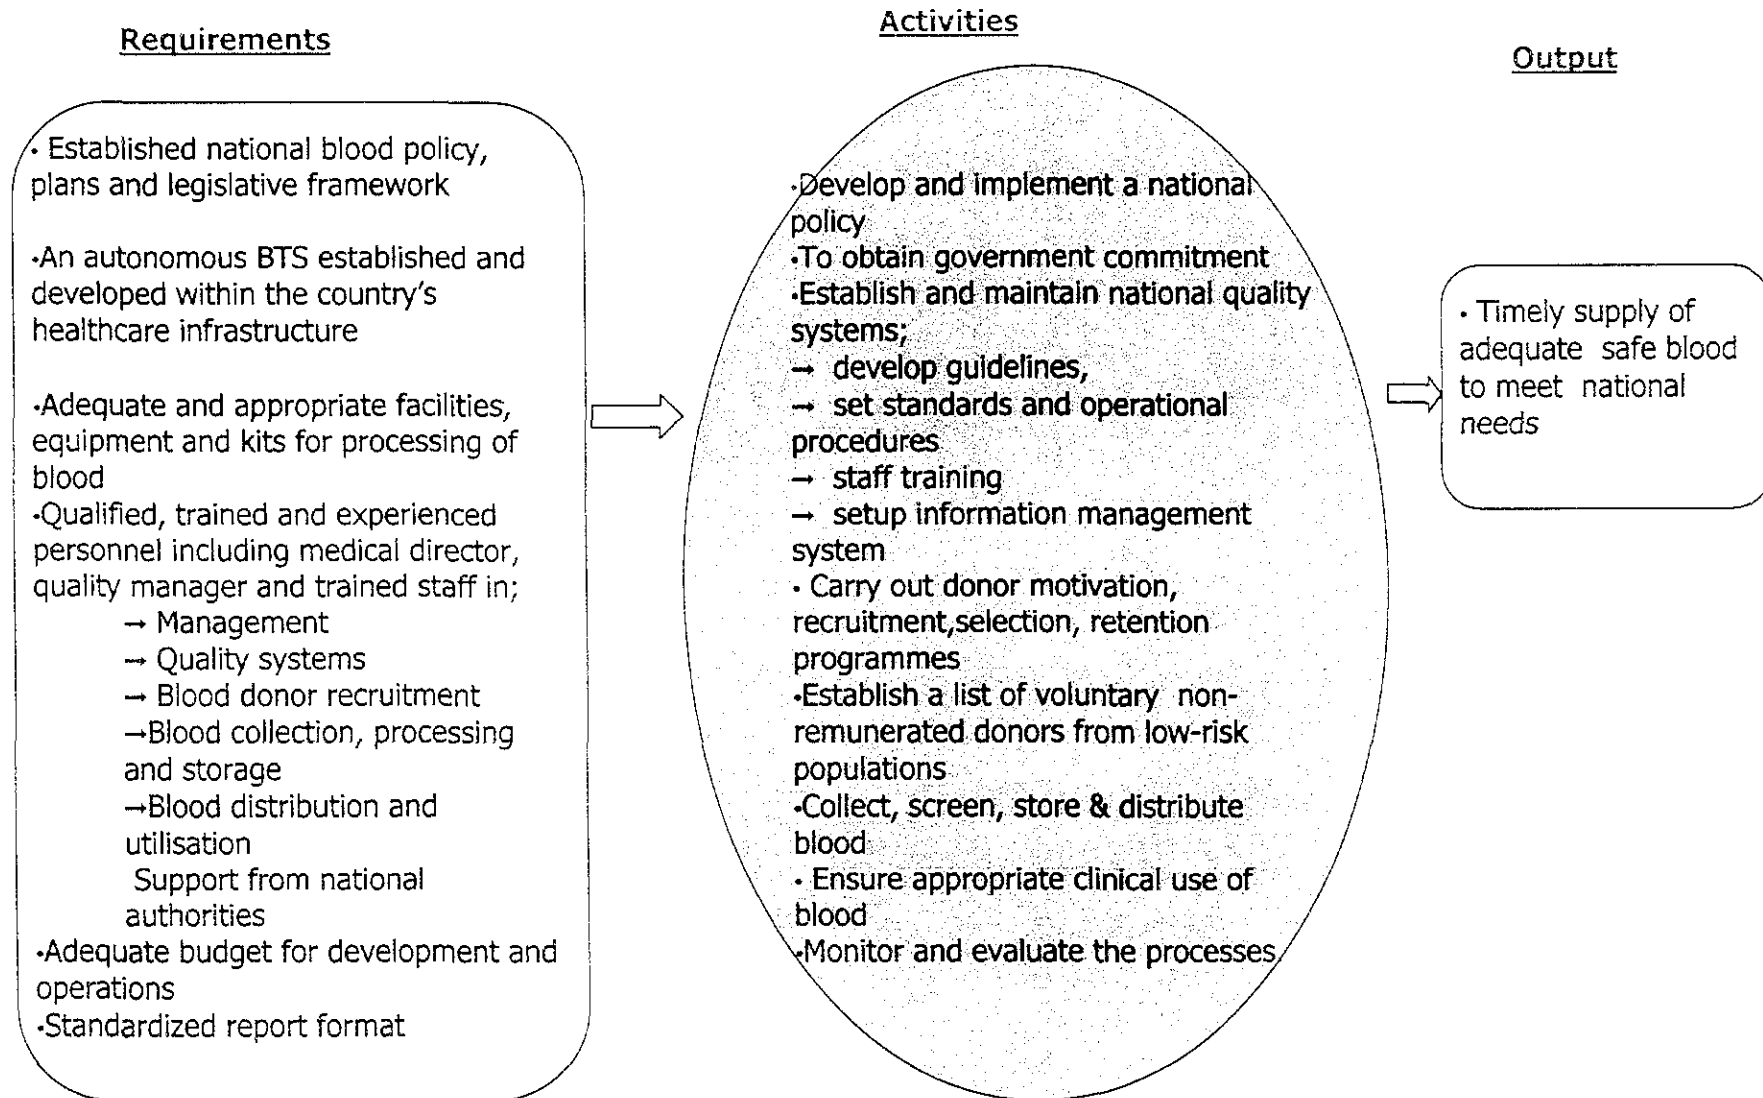 Requirements
• Established national blood policy,
plans and legislative framework
•An autonomous BTS established and
developed within the country's
healthcare infrastructure
•Adequate and appropriate facilities,
equipment and kits for processing of
blood
•Qualified, trained and experienced
personnel including medical director,
quality manager and trained staff in;
→ Management
→ Quality systems
→ Blood donor recruitment
→Blood collection, processing
and storage
→Blood distribution and
utilisation
Support from national
authorities
•Adequate budget for development and
operations
•Standardized report format
Activities
•Develop and implement a national
policy
•To obtain government commitment
•Establish and maintain national quality
systems;
→ develop guidelines,
→ set standards and operational
procedures
→ staff training
→ setup information management
system
• Carry out donor motivation,
recruitment,selection, retention
programmes
•Establish a list of voluntary non-
remunerated donors from low-risk
populations
•Collect, screen, store & distribute
blood
• Ensure appropriate clinical use of
blood
•Monitor and evaluate the processes
Output
• Timely supply of
adequate safe blood
to meet national
needs